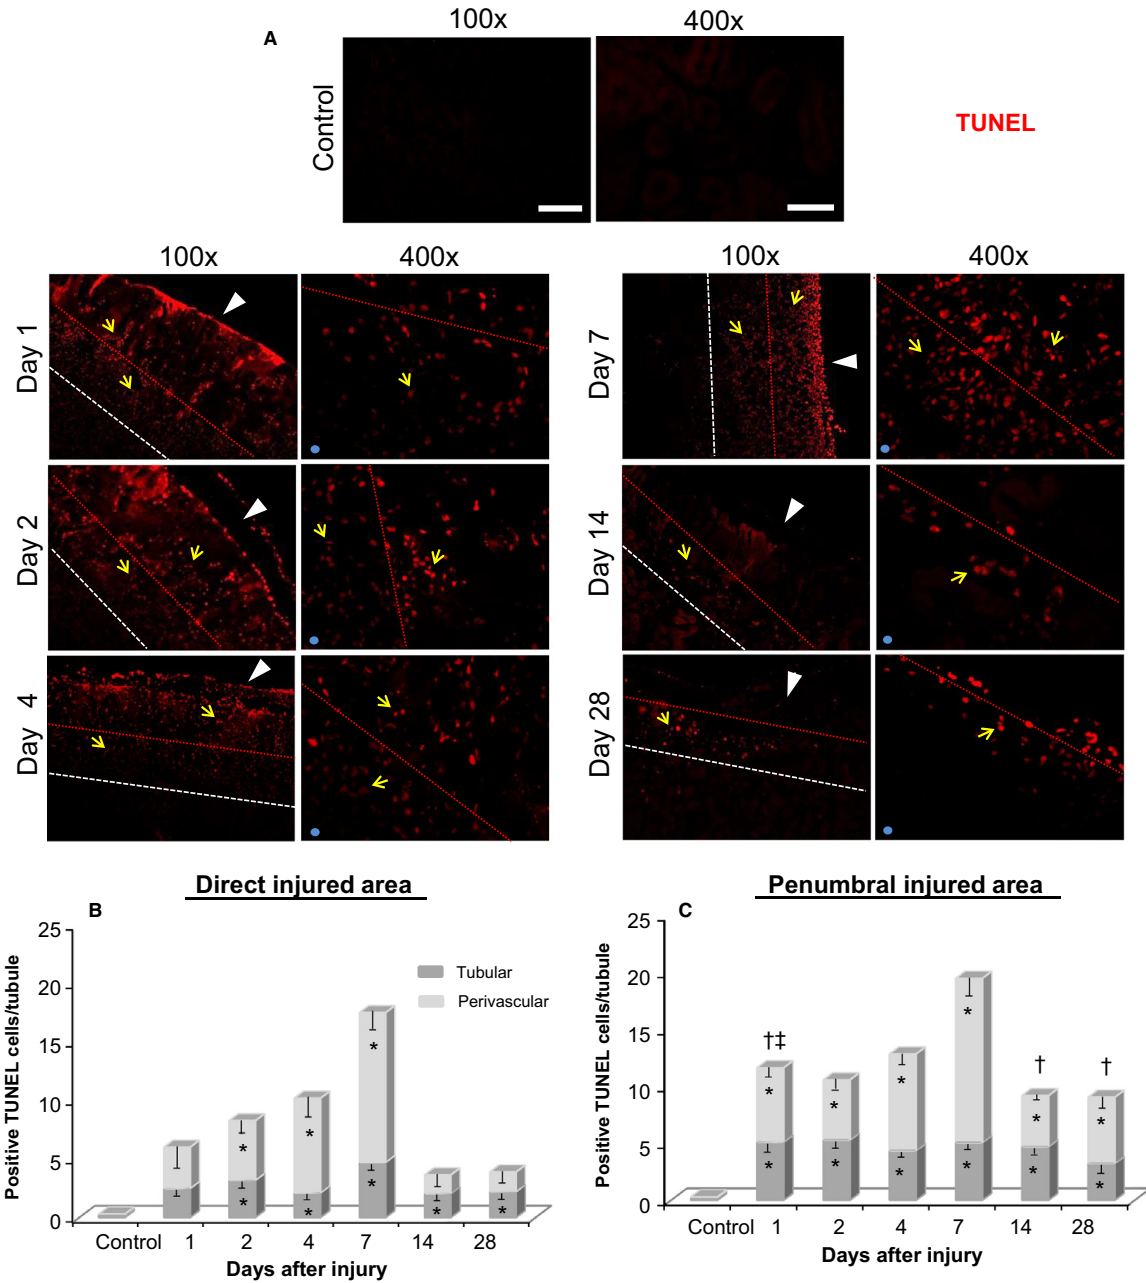 A
100x
400x
Control
TUNEL
100x
400x
100x
400x
Day 1
Day 7
Day 2
Day 14
Day 4
Day 28
Direct injured area
B
25
20
15
10
5
0
Positive TUNEL cells/tubule
Tubular
Perivascular
*
*
*
*
*
*
*
*
Control 1 2 4 7 14 28
Days after injury
Penumbral injured area
C
25
20
15
10
5
0
Positive TUNEL cells/tubule
†‡
†
†
*
*
*
*
*
*
*
*
*
*
*
*
Control 1 2 4 7 14 28
Days after injury